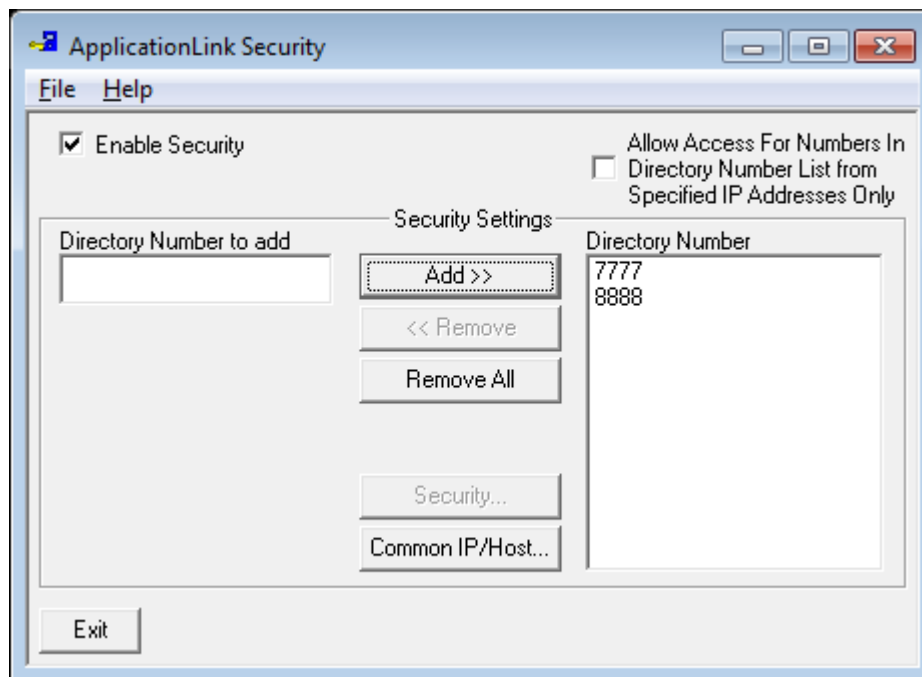 ApplicationLink Security
File Help
Enable Security
Allow Access For Numbers In
Directory Number List from
Specified IP Addresses Only
Security Settings
Directory Number to add
Directory Number
Add >>
7777
8888
<< Remove
Remove All
Security...
Common IP/Host...
Exit